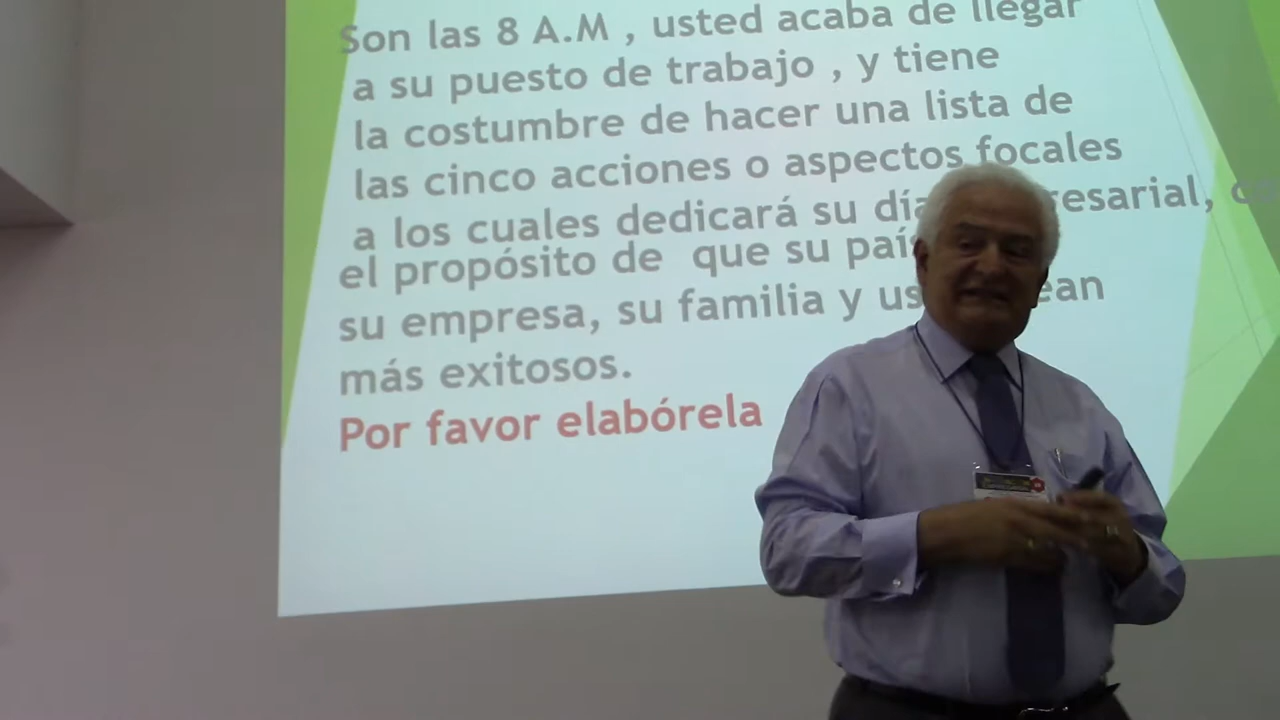 Son las 8 A.M , usted acaba de llegar
a su puesto de trabajo , y tiene
la costumbre de hacer una lista de
las cinco acciones o aspectos focales
a los cuales dedicará su día
el propósito de que su país
su empresa, su familia y
más exitosos.
Por favor elabórela